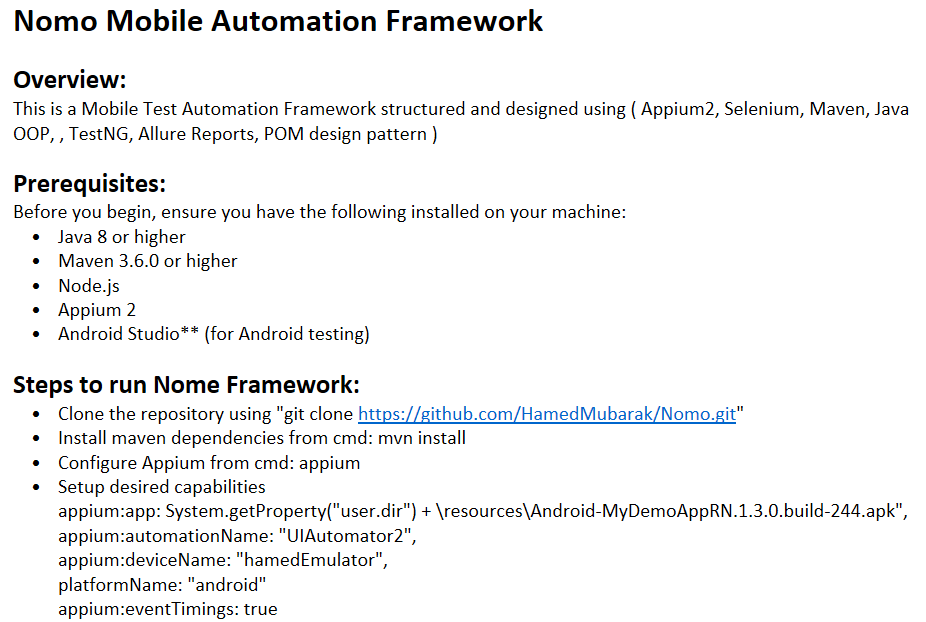 Nomo Mobile Automation Framework
Overview:
This is a Mobile Test Automation Framework structured and designed using ( Appium2, Selenium, Maven, Java
OOP, , TestNG, Allure Reports, POM design pattern )
Prerequisites:
Before you begin, ensure you have the following installed on your machine:
• Java 8 or higher
• Maven 3.6.0 or higher
• Node.js
• Appium 2
• Android Studio** (for Android testing)
Steps to run Nome Framework:
• Clone the repository using "git clone https://github.com/HamedMubarak/Nomo.git"
• Install maven dependencies from cmd: mvn install
• Configure Appium from cmd: appium
• Setup desired capabilities
appium:app: System.getProperty("user.dir") + \resources\Android-MyDemoAppRN.1.3.0.build-244.apk",
appium:automationName: "UIAutomator2",
appium:deviceName: "hamedEmulator",
platformName: "android"
appium:eventTimings: true